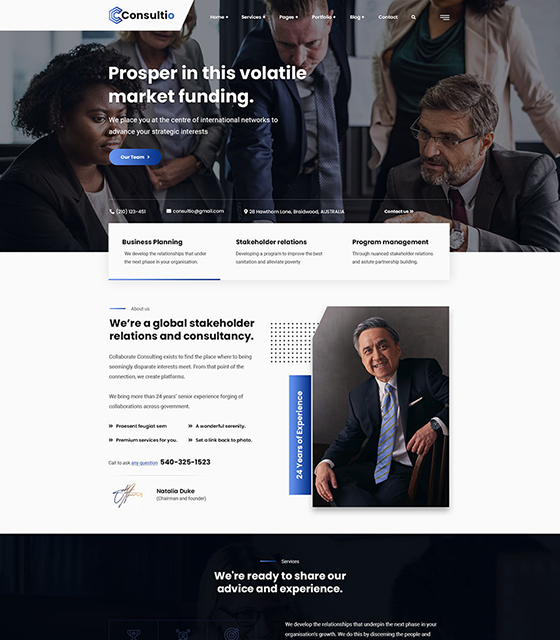 Consultio
Home + Services + Pages + Portfolio + Blog + Contact
Prosper in this volatile
market funding.
We place you at the centre of international networks to
advance your strategic interests
Our Team >
(210) 123-451 consultio@gmail.com 28 Hawthorn Lane, Braidwood, AUSTRALIA Contact us »
Business Planning
We develop the relationships that under
the next phase in your organisation.
Stakeholder relations
Developing a program to improve the best
sanitation and alleviate poverty
Program management
Through nuanced stakeholder relations
and astute partnership building.
About us
We're a global stakeholder
relations and consultancy.
Collaborate Consulting exists to find the place where to being
seemingly disparate interests meet. From that point of the
connection, we create platforms.
We being more than 24 years' senior experience forging of
collaborations across government.
» Proesent feugiat sem » A wonderful serenity.
» Premium services for you. » Set a link back to photo.
Call to ask any question 540-325-1523
Natalia Duke
(Chairman and founder)
24 Years of Experience
Services
We're ready to share our
advice and experience.
We develop the relationships that underpin the next phase in your
organisation's growth. We do this by discerning the people and